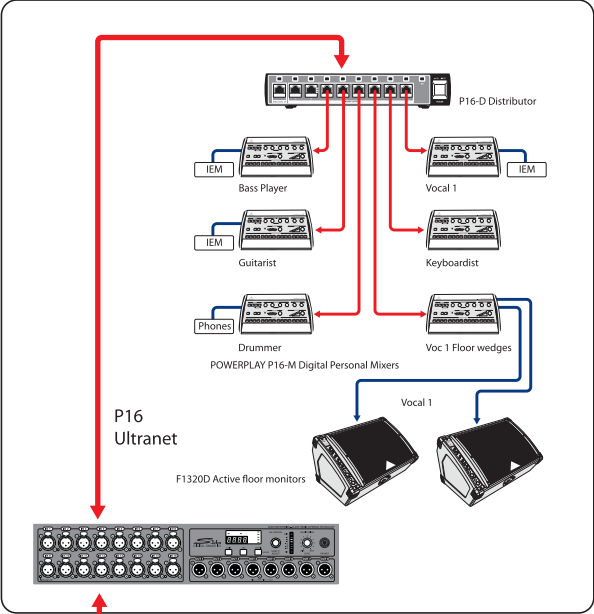 P16-D Distributor
IEM
IEM
Bass Player
Vocal 1
IEM
Guitarist
Keyboardist
Phones
Drummer
Voc 1 Floor wedges
POWERPLAY P16-M Digital Personal Mixers
Vocal 1
P16
Ultranet
F1320D Active floor monitors